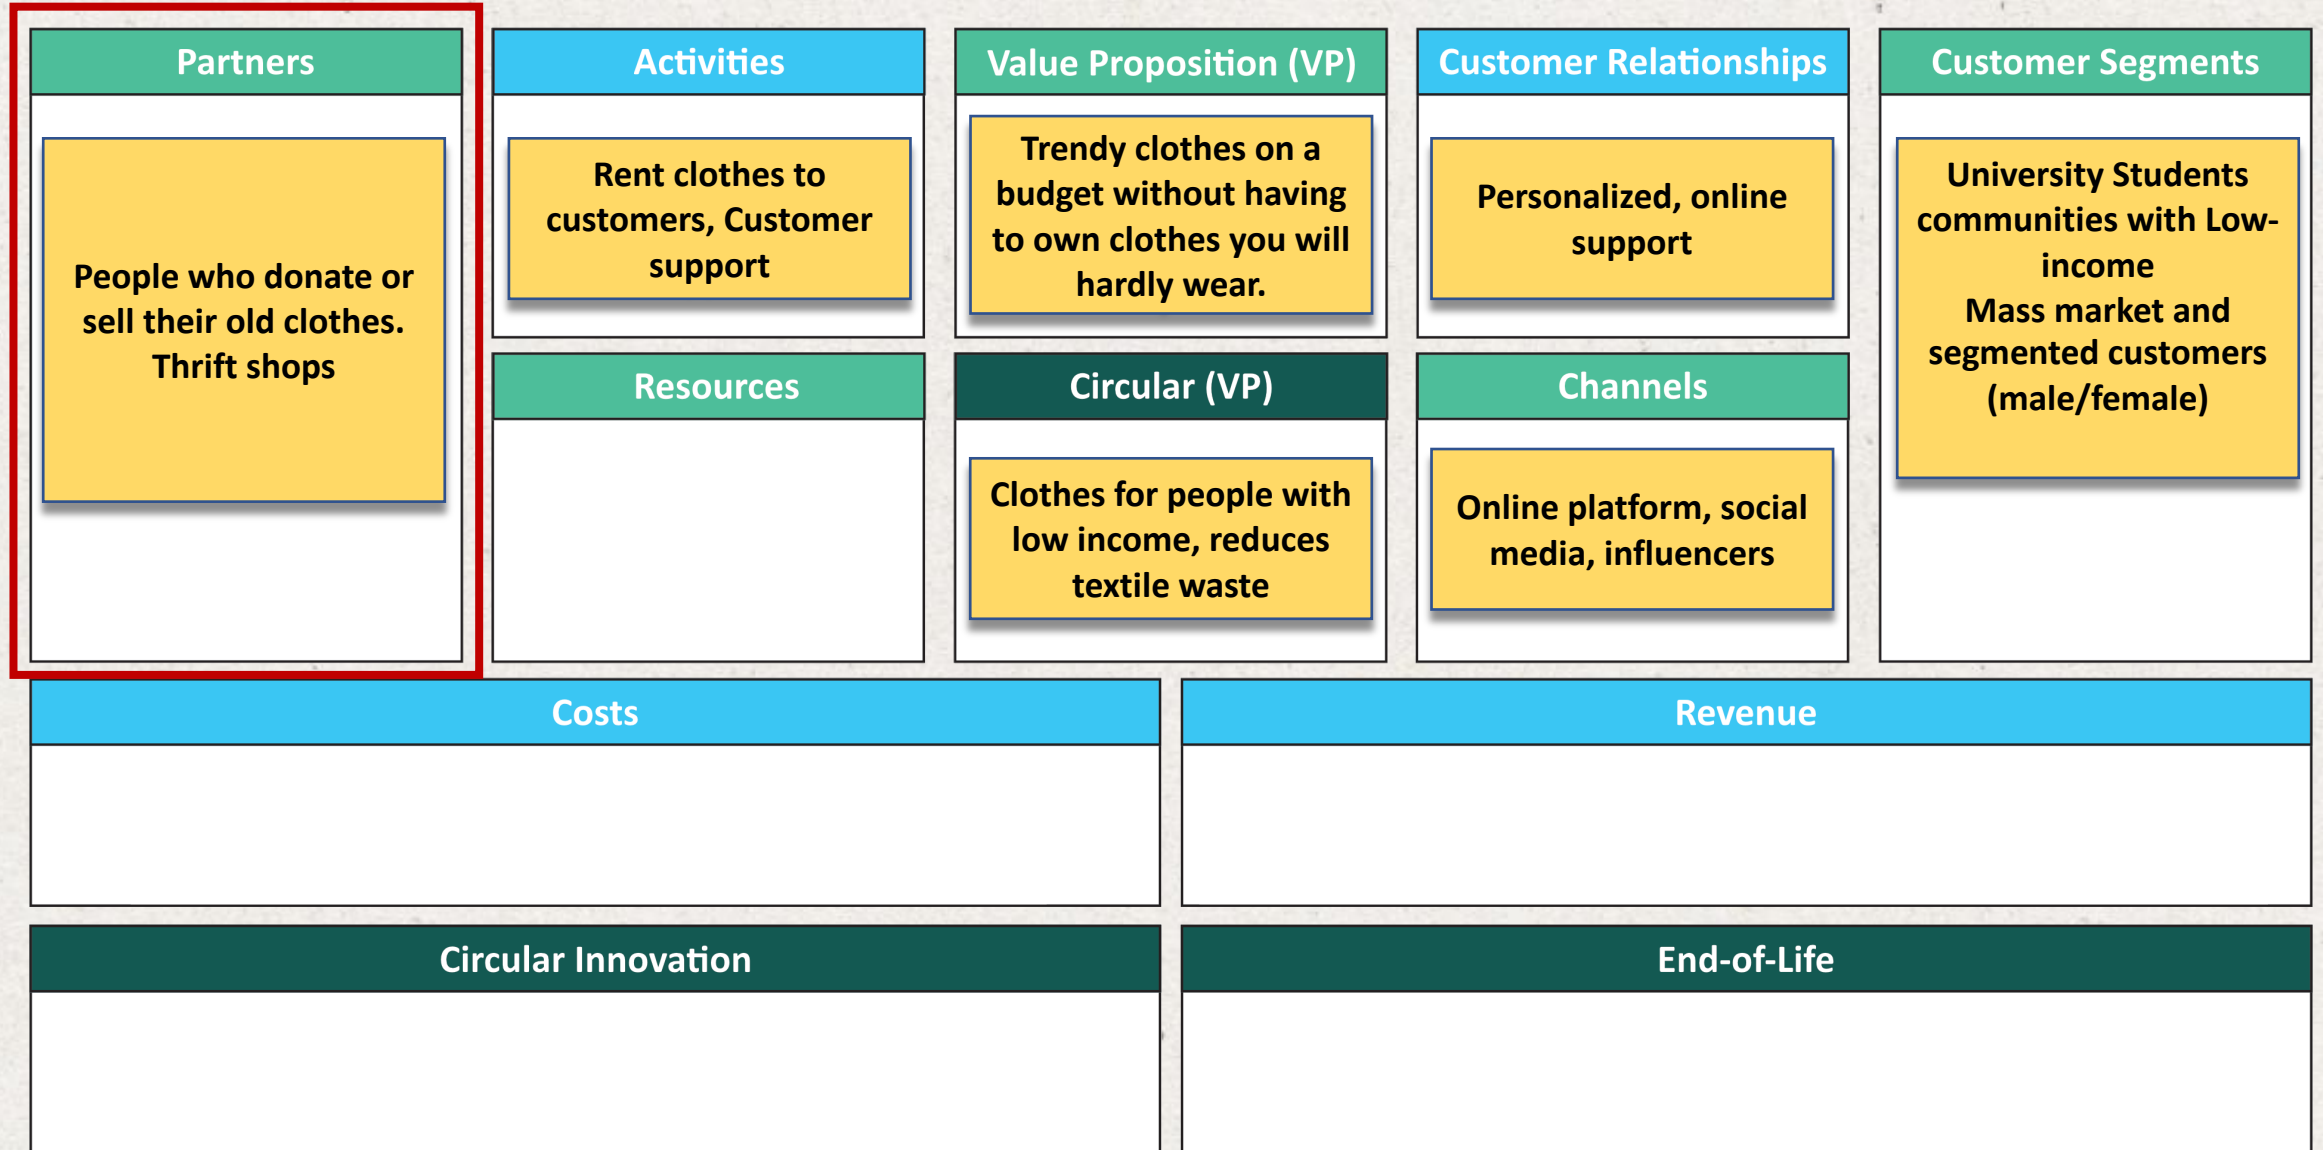 Partners
People who donate or
sell their old clothes.
Thrift shops
Activities
Rent clothes to
customers, Customer
support
Resources
Value Proposition (VP)
Trendy clothes on a
budget without having
to own clothes you will
hardly wear.
Circular (VP)
Clothes for people with
low income, reduces
textile waste
Customer Relationships
Personalized, online
support
Channels
Online platform, social
media, influencers
Customer Segments
University Students
communities with Low-
income
Mass market and
segmented customers
(male/female)
Costs
Revenue
Circular Innovation
End-of-Life